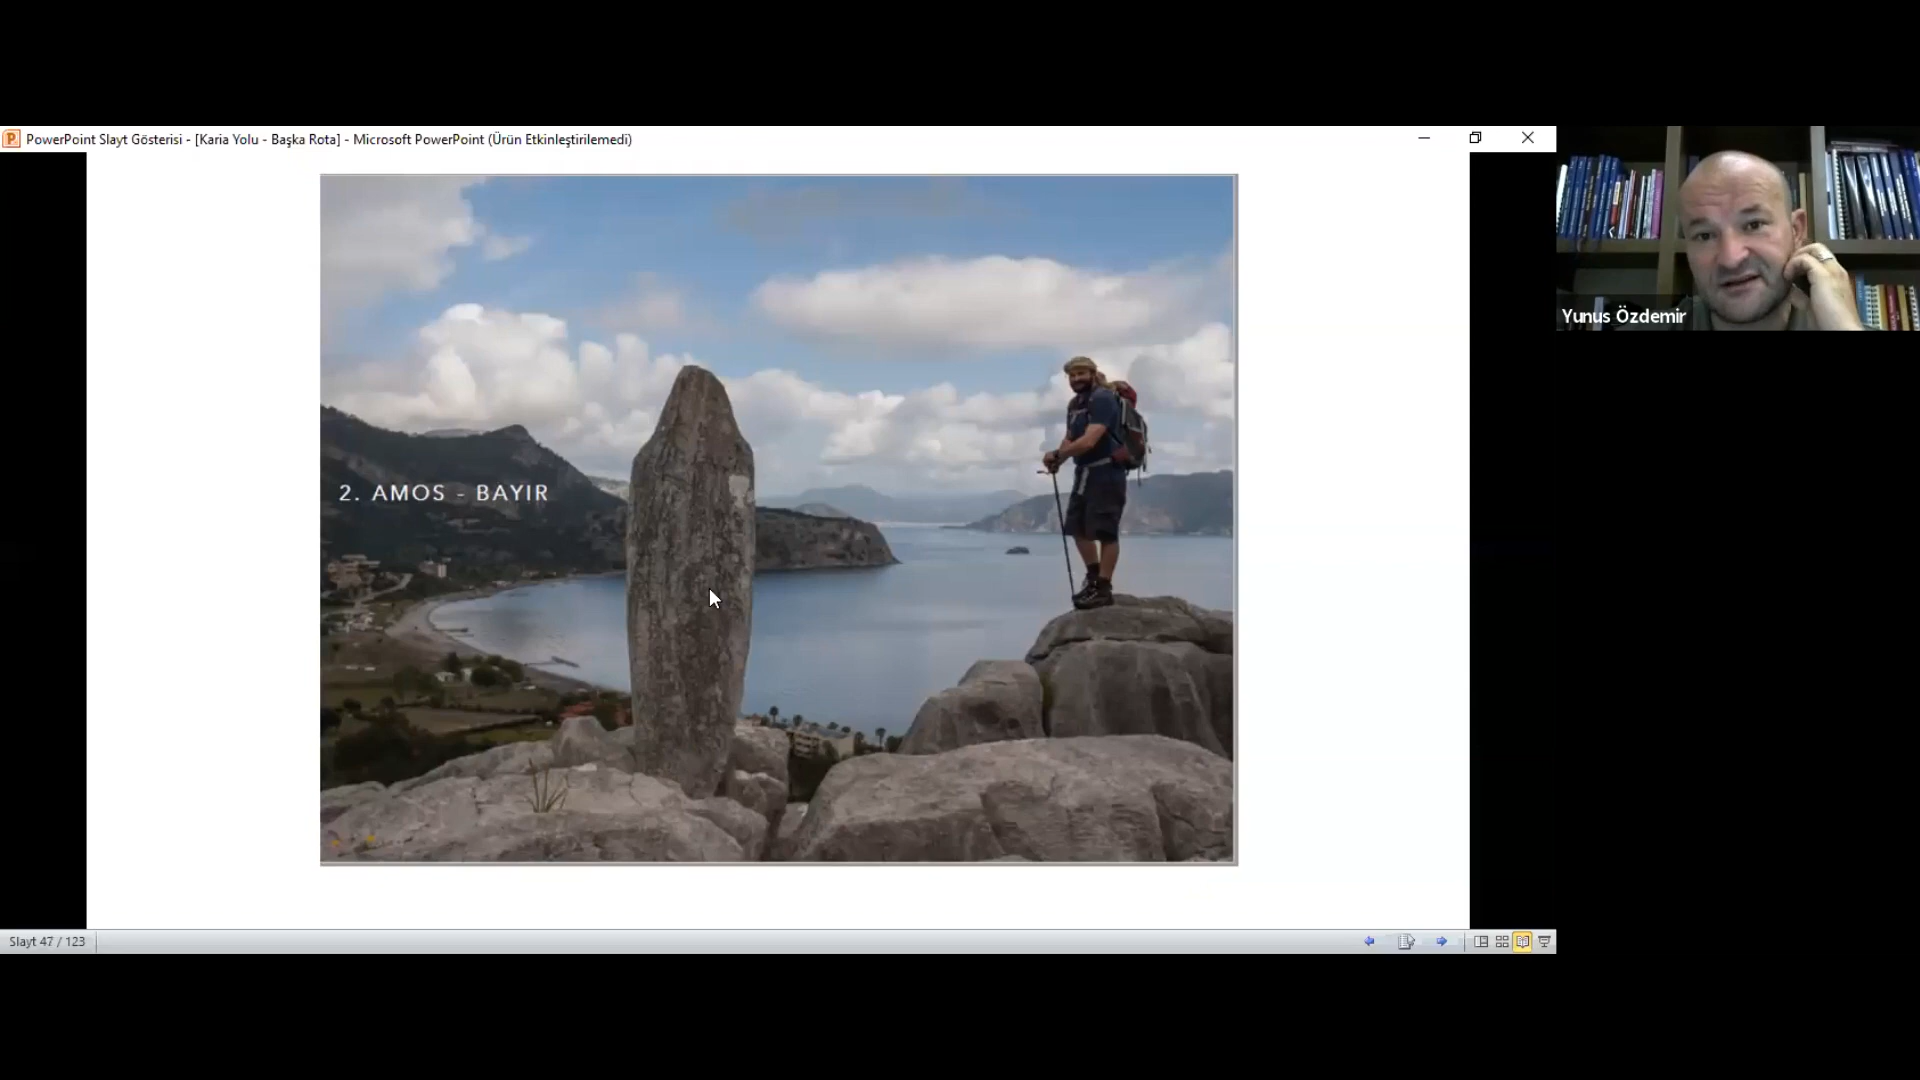 PowerPoint Slayt Gösterisi - [Karia Yolu - Başka Rota] - Microsoft PowerPoint (Ürün Etkinleştirilemedi)
2. AMOS - BAYIR
Yunus Özdemir
Slayt 47 / 123